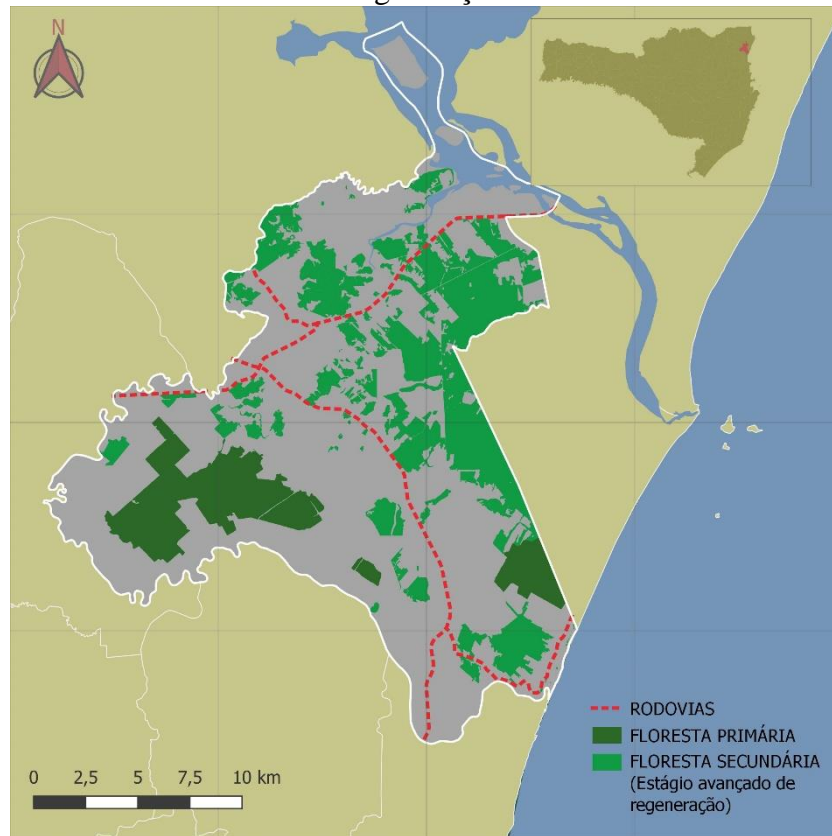 N
RODOVIAS
FLORESTA PRIMÁRIA
FLORESTA SECUNDÁRIA
(Estágio avançado de
regeneração)
0 2,5 5 7,5 10 km